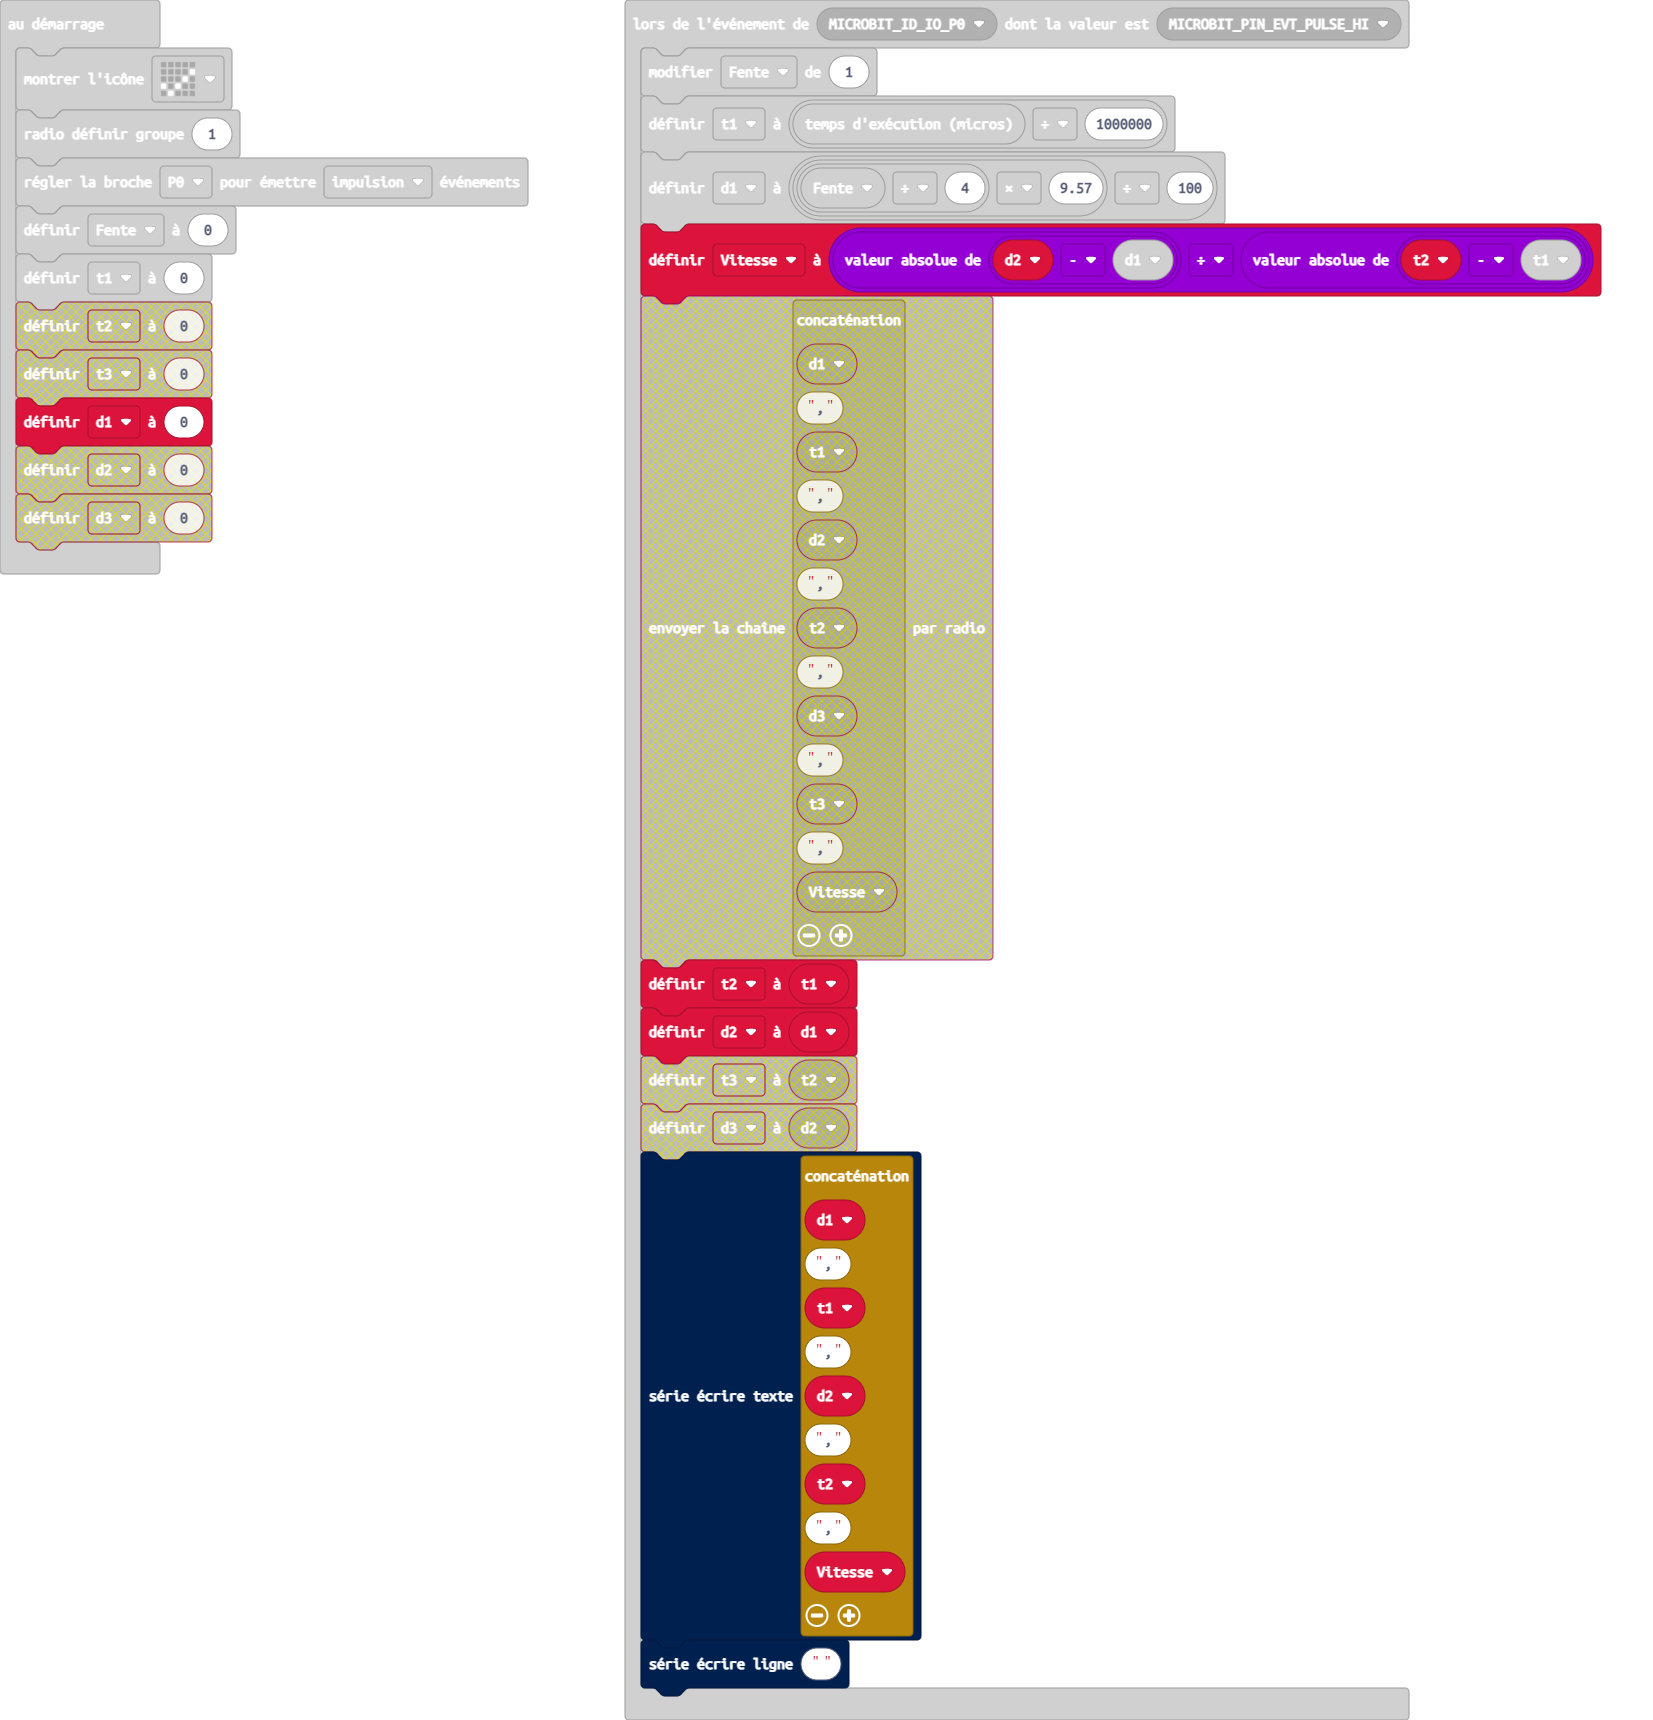 au démarrage
montrer l'icône
radio définir groupe 1
régler la broche P0 pour émettre impulsion événements
définir Fente à 0
définir t1 à 0
définir t2 à 0
définir t3 à 0
définir d1 à 0
définir d2 à 0
définir d3 à 0
lors de l'événement de MICROBIT_ID_IO_P0 dont la valeur est MICROBIT_PIN_EVT_PULSE_HI
modifier Fente de 1
définir t1 à temps d'exécution (micros) ÷ 1000000
définir d1 à Fente ÷ 4 × 9.57 ÷ 100
définir Vitesse à valeur absolue de d2 - d1 ÷ valeur absolue de t2 - t1
concaténation
d1
","
t1
","
d2
","
envoyer la chaîne t2 par radio
","
d3
","
t3
","
Vitesse
définir t2 à t1
définir d2 à d1
définir t3 à t2
définir d3 à d2
concaténation
d1
","
t1
","
série écrire texte d2
","
t2
","
Vitesse
série écrire ligne " "